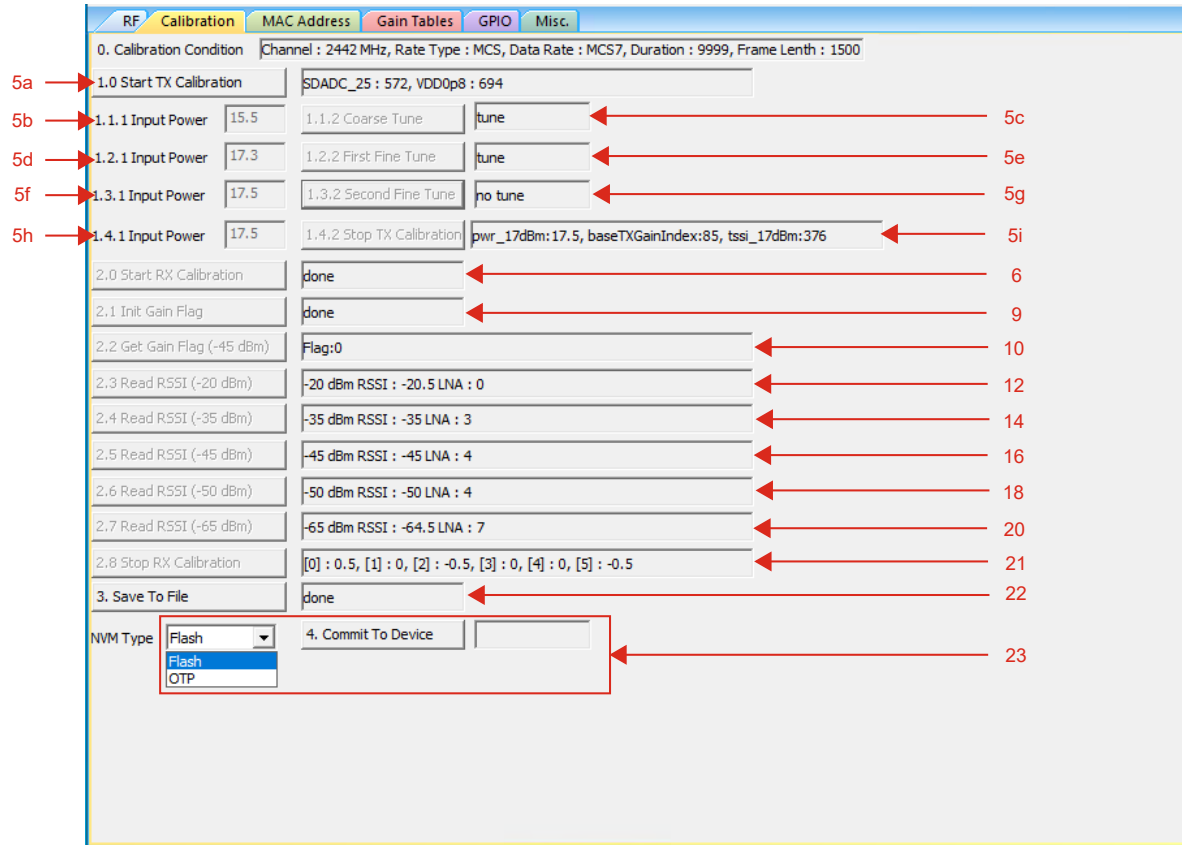 RF Calibration MAC Address Gain Tables GPIO Misc.
0. Calibration Condition Channel : 2442 MHz, Rate Type : MCS, Data Rate : MCS7, Duration : 9999, Frame Lenth : 1500
5a 1.0 Start TX Calibration SDADC_25 : 572, VDD0p8 : 694
5b 1.1.1 Input Power 15.5 1.1.2 Coarse Tune tune 5c
5d 1.2.1 Input Power 17.3 1.2.2 First Fine Tune tune 5e
5f 1.3.1 Input Power 17.5 1.3.2 Second Fine Tune no tune 5g
5h 1.4.1 Input Power 17.5 1.4.2 Stop TX Calibration pwr_17dBm:17.5, baseTXGainIndex:85, tssi_17dBm:376 5i
2.0 Start RX Calibration done 6
2.1 Init Gain Flag done 9
2.2 Get Gain Flag (-45 dBm) Flag:0 10
2.3 Read RSSI (-20 dBm) -20 dBm RSSI : -20.5 LNA : 0 12
2.4 Read RSSI (-35 dBm) -35 dBm RSSI : -35 LNA : 3 14
2.5 Read RSSI (-45 dBm) -45 dBm RSSI : -45 LNA : 4 16
2.6 Read RSSI (-50 dBm) -50 dBm RSSI : -50 LNA : 4 18
2.7 Read RSSI (-65 dBm) -65 dBm RSSI : -64.5 LNA : 7 20
2.8 Stop RX Calibration [0] : 0.5, [1] : 0, [2] : -0.5, [3] : 0, [4] : 0, [5] : -0.5 21
3. Save To File done 22
NVM Type Flash 4. Commit To Device 23
Flash
OTP